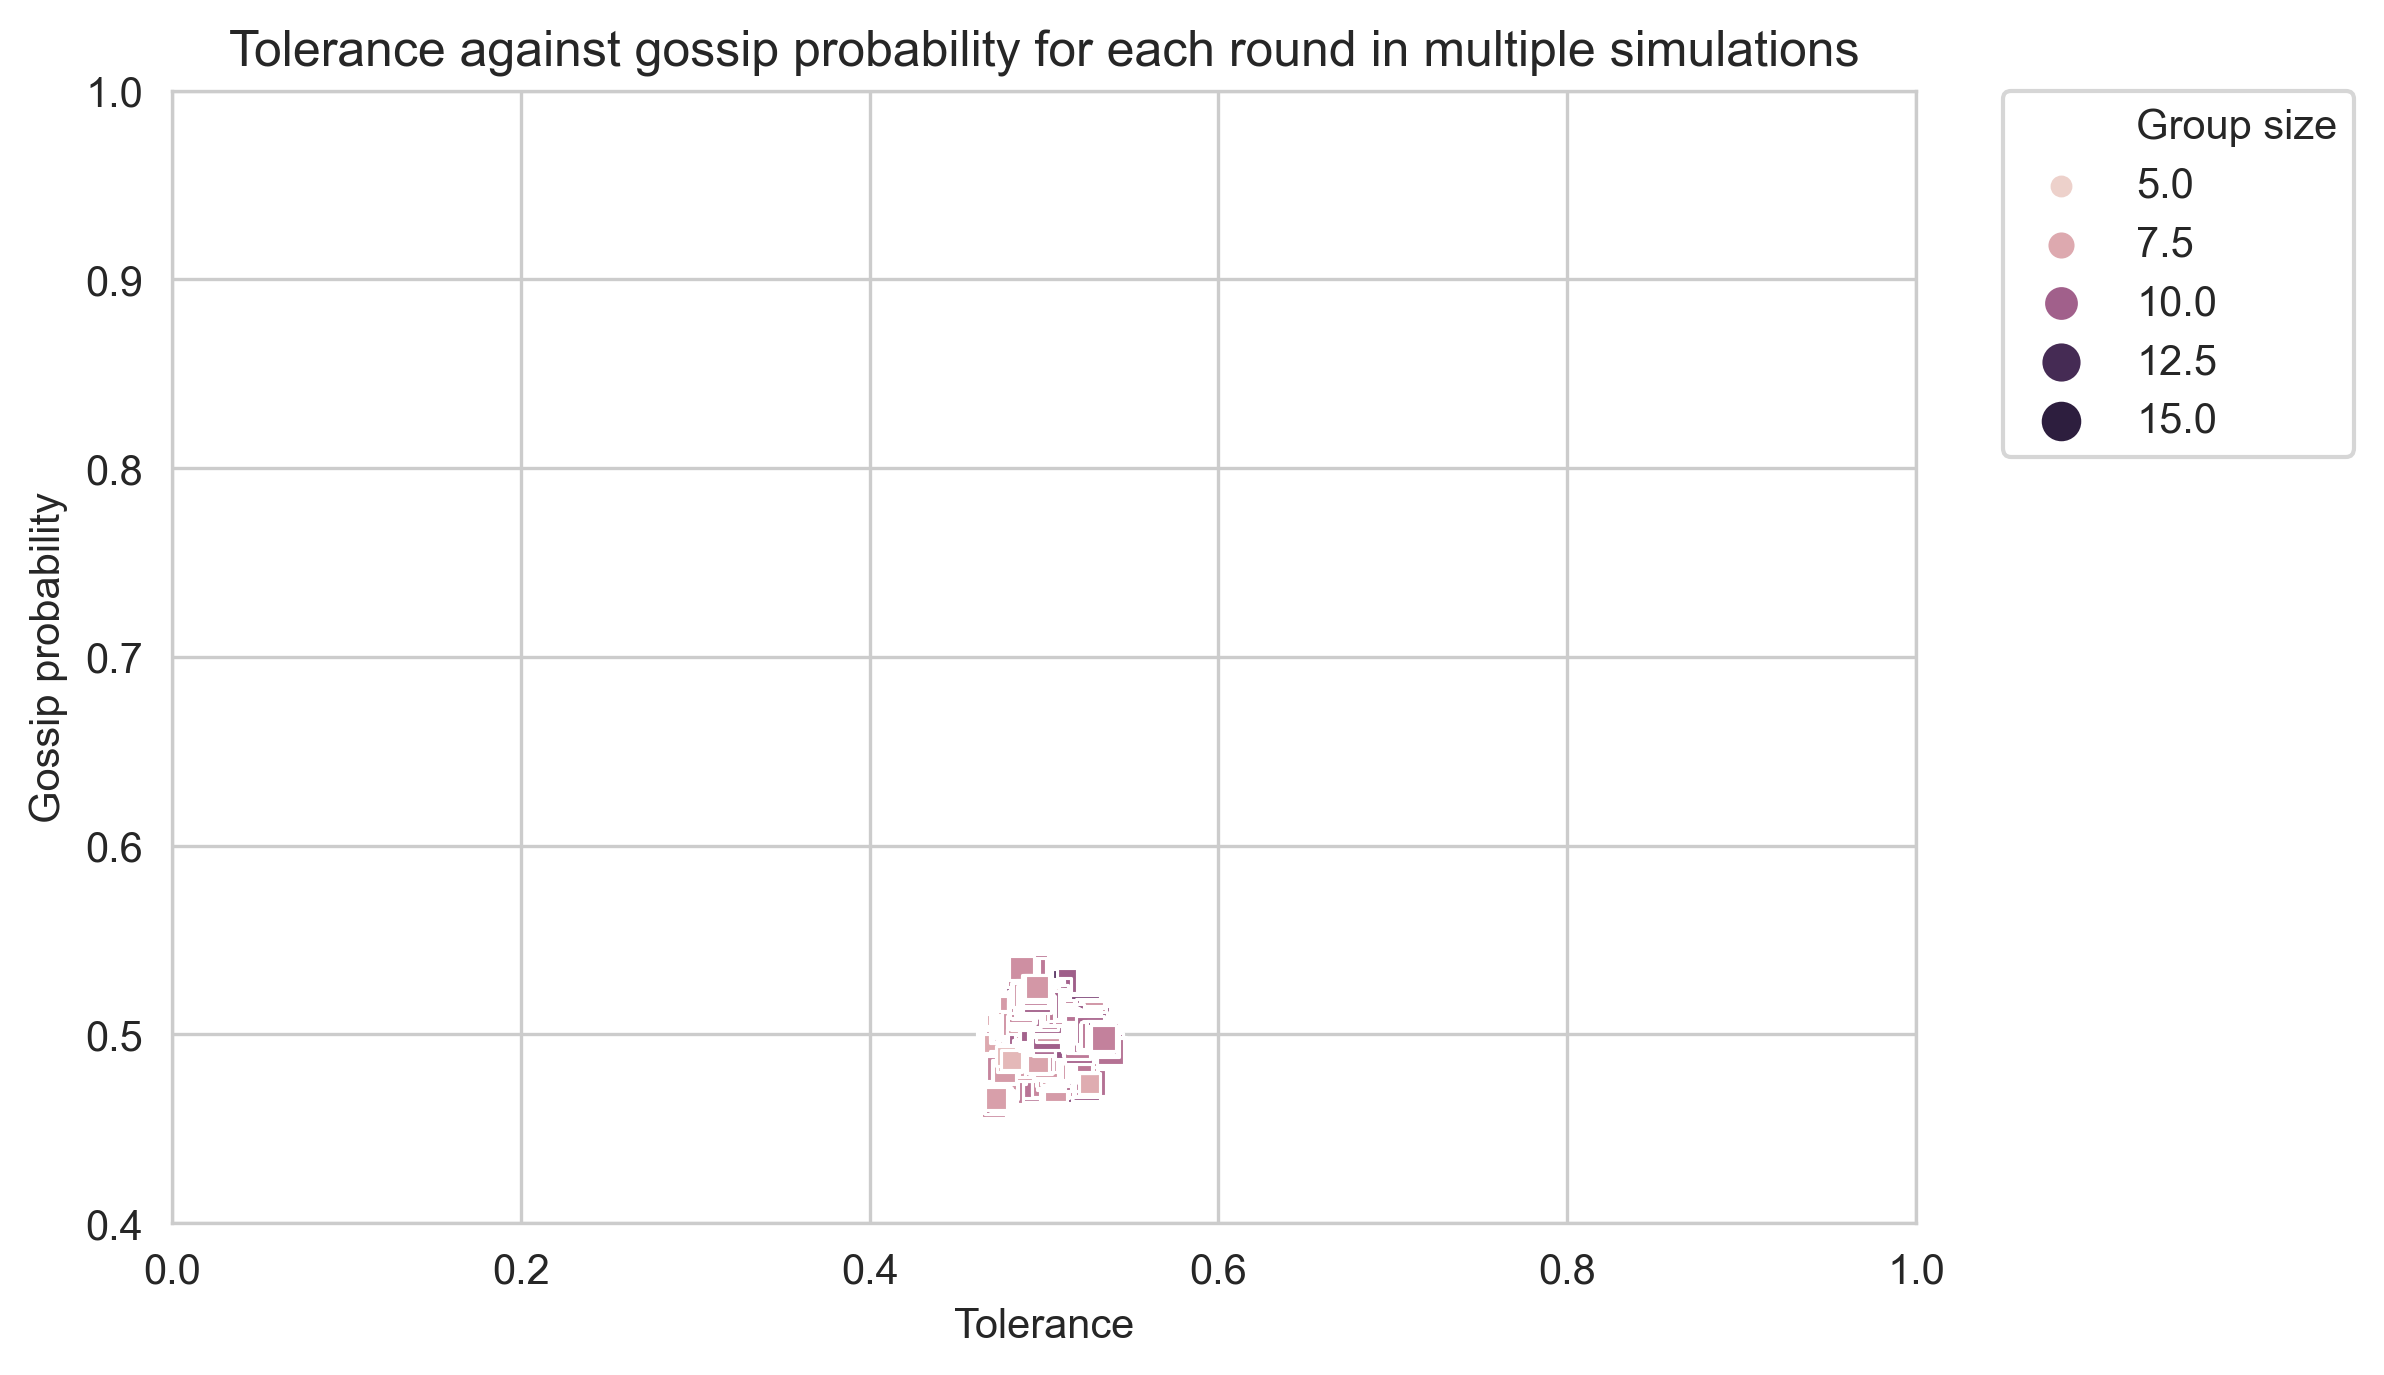 Tolerance against gossip probability for each round in multiple simulations
1.0
0.9
0.8
0.7
0.6
0.5
0.4
Gossip probability
0.0 0.2 0.4 0.6 0.8 1.0
Tolerance
Group size
5.0
7.5
10.0
12.5
15.0